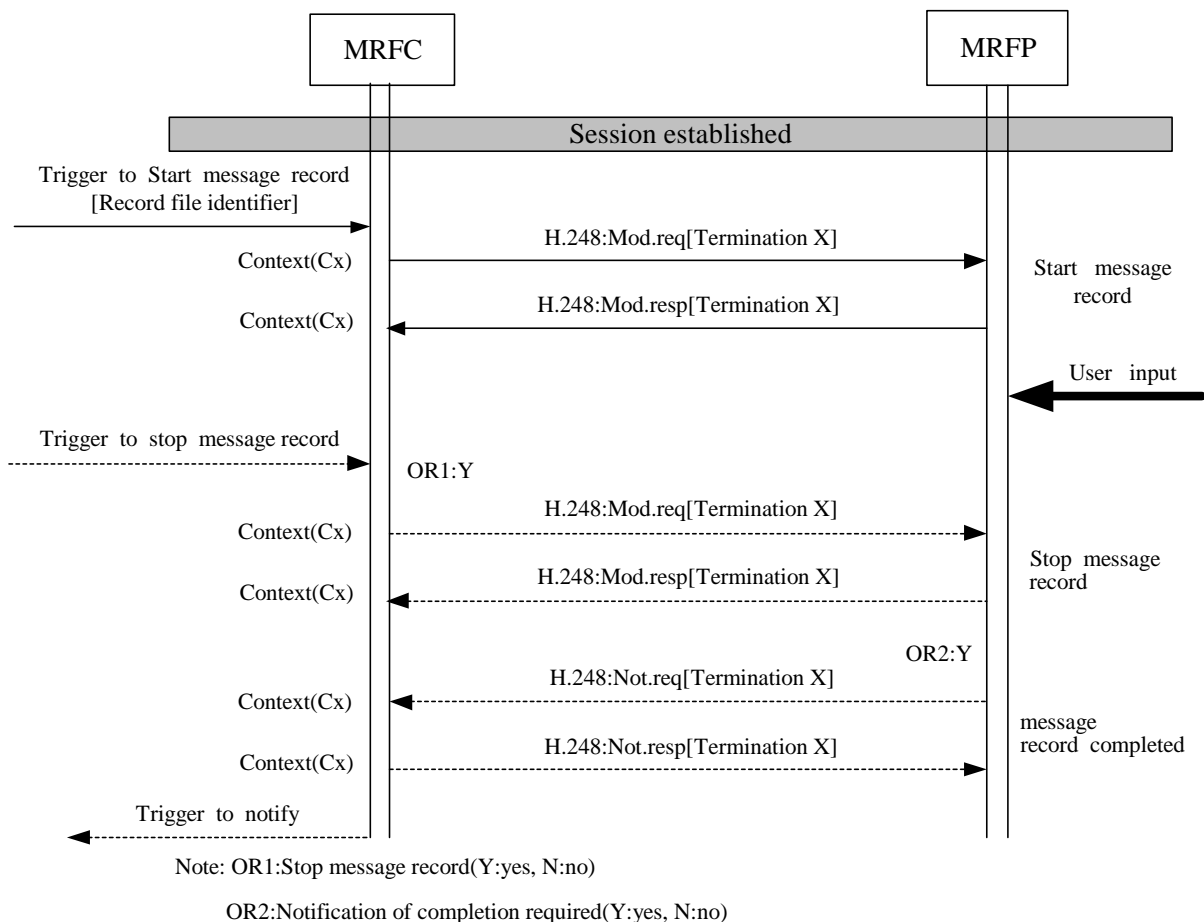 MRFC
MRFP
Session established
Trigger to Start message record
[Record file identifier]
H.248:Mod.req[Termination X]
Context(Cx)
Start message
record
H.248:Mod.resp[Termination X]
Context(Cx)
User input
Trigger to stop message record
OR1:Y
H.248:Mod.req[Termination X]
Context(Cx)
Stop message
record
H.248:Mod.resp[Termination X]
Context(Cx)
OR2:Y
H.248:Not.req[Termination X]
Context(Cx)
message
record completed
H.248:Not.resp[Termination X]
Context(Cx)
Trigger to notify
Note: OR1:Stop message record(Y:yes, N:no)
OR2:Notification of completion required(Y:yes, N:no)